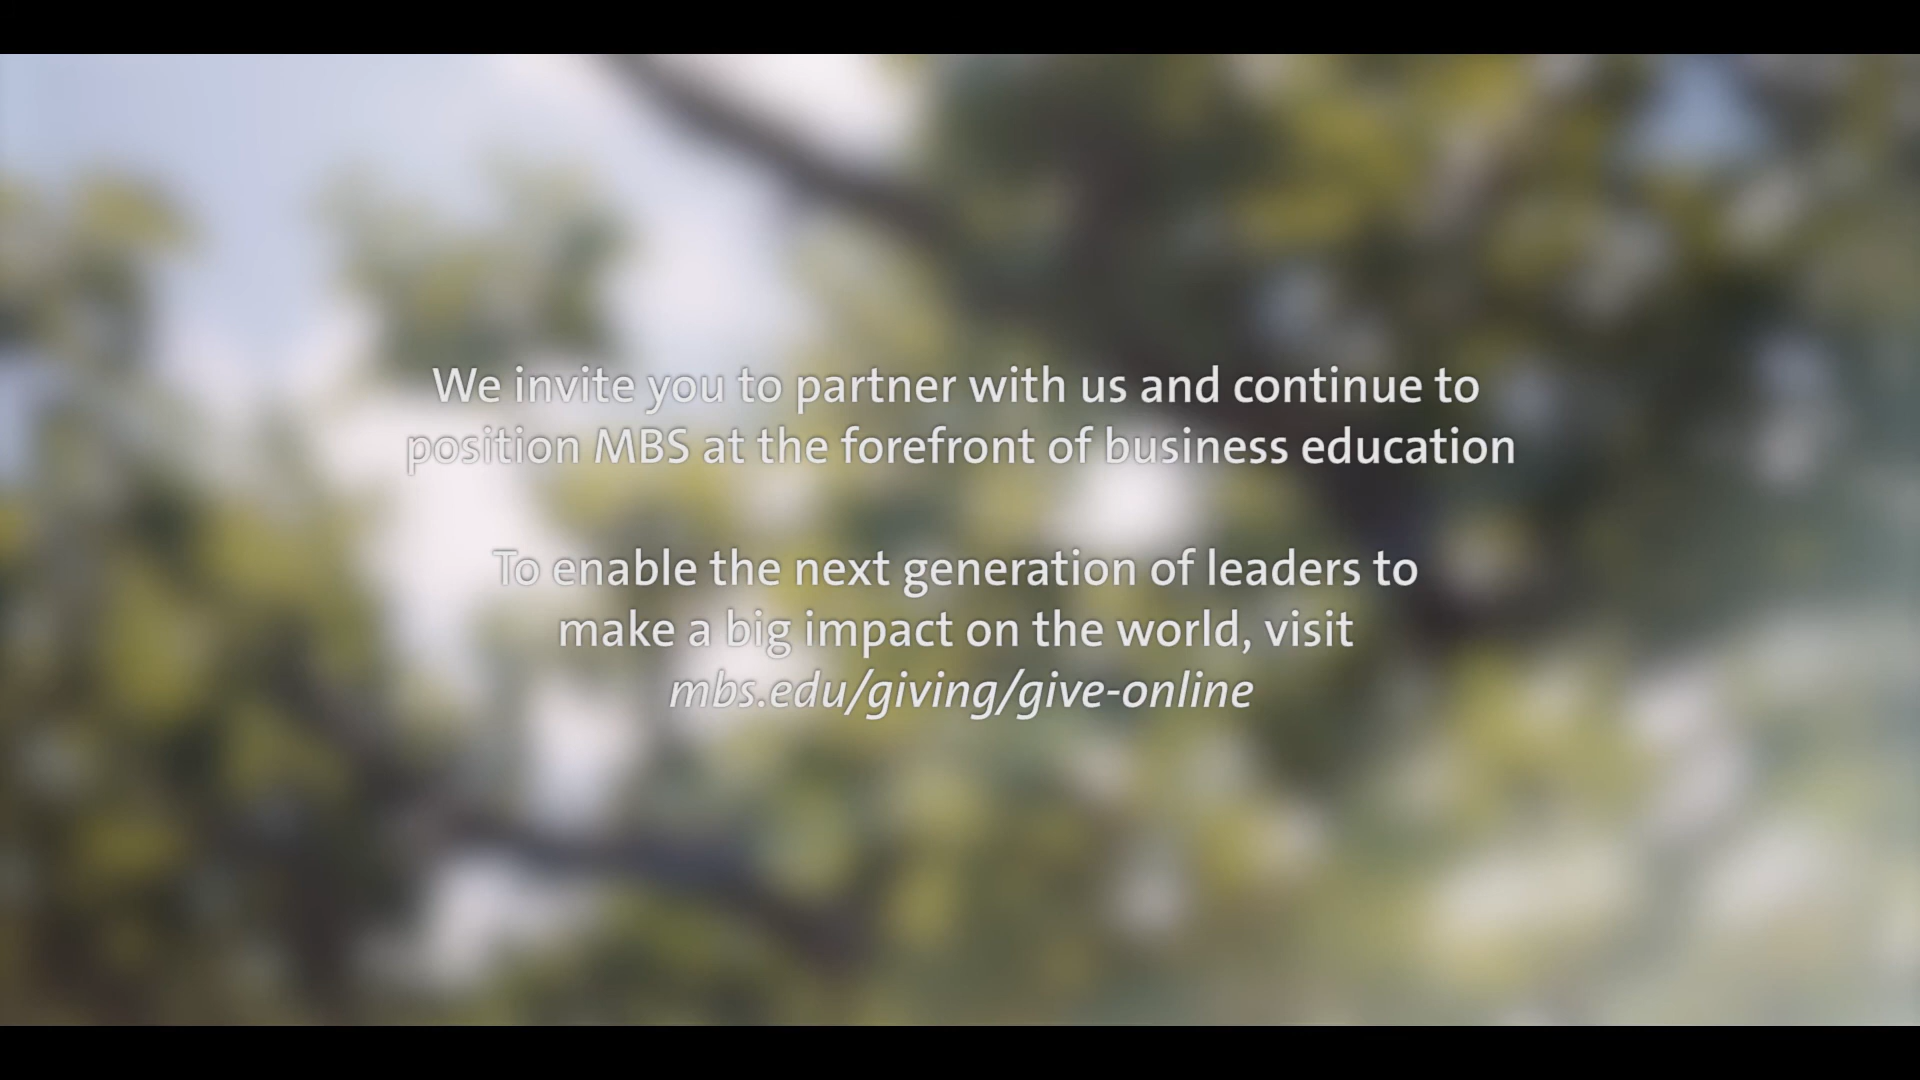 We invite you to partner with us and continue to
position MBS at the forefront of business education
To enable the next generation of leaders to
make a big impact on the world, visit
mbs.edu/giving/give-online